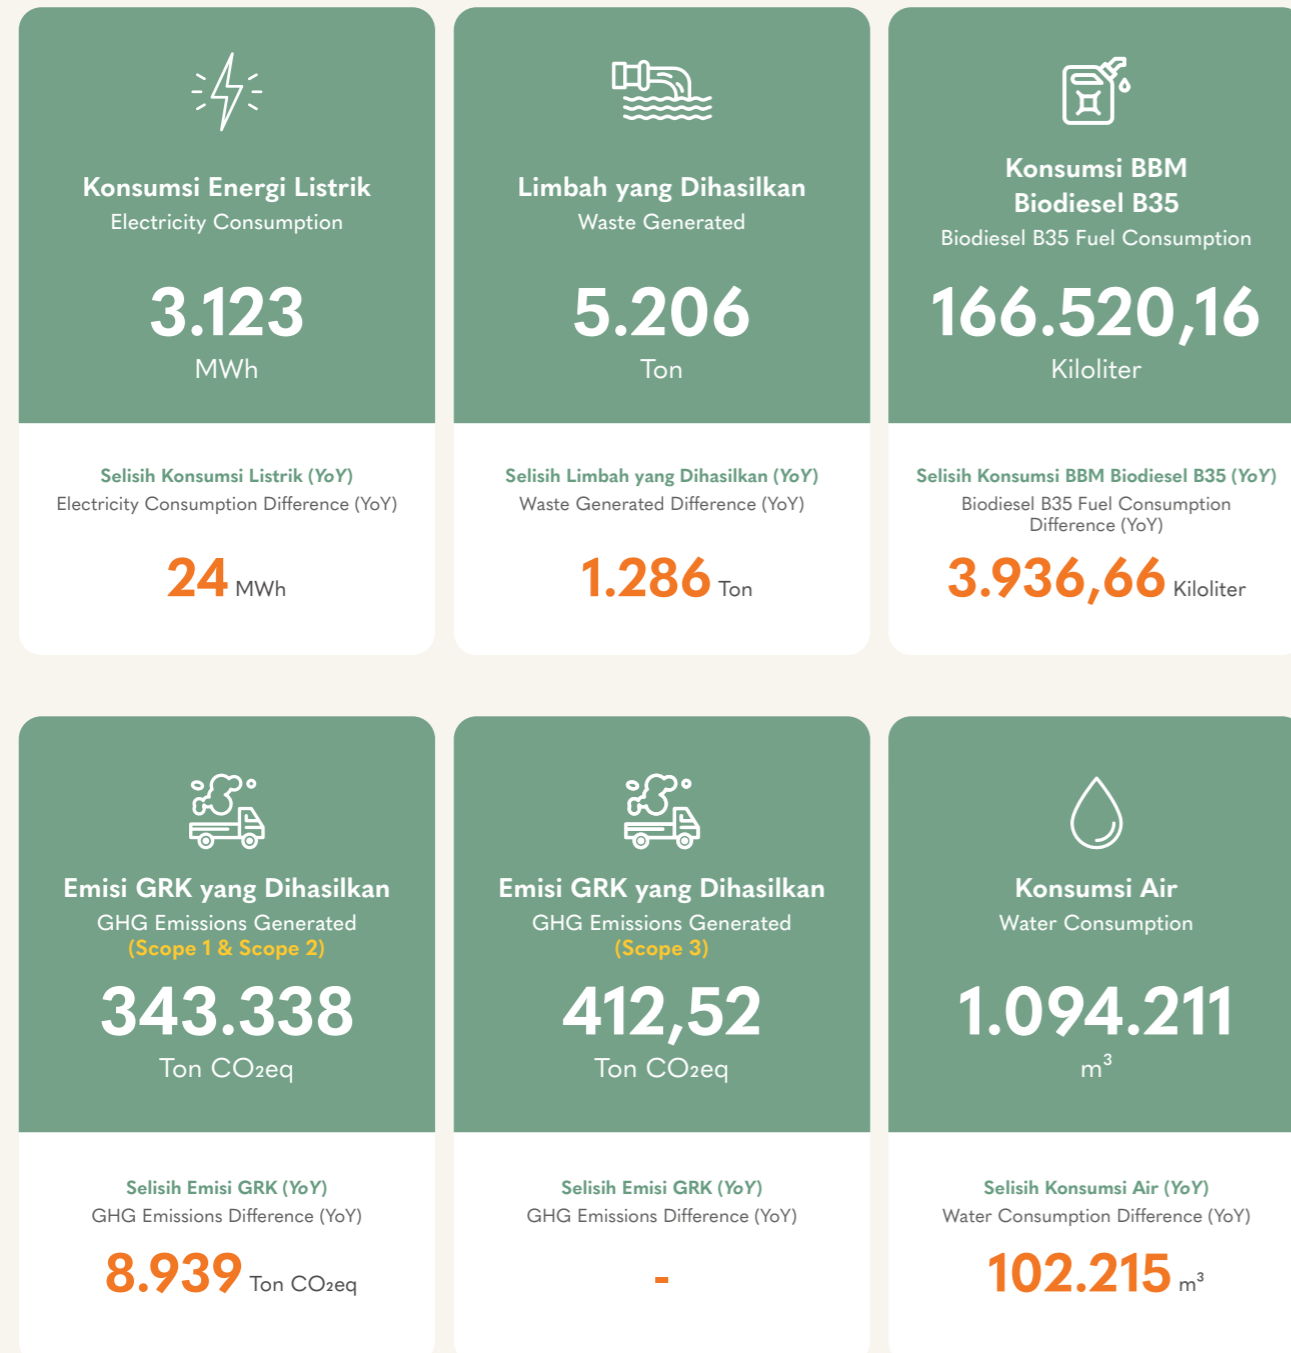 Konsumsi Energi Listrik
Electricity Consumption
3.123
MWh
Selisih Konsumsi Listrik (YoY)
Electricity Consumption Difference (YoY)
24 MWh
Limbah yang Dihasilkan
Waste Generated
5.206
Ton
Selisih Limbah yang Dihasilkan (YoY)
Waste Generated Difference (YoY)
1.286 Ton
Konsumsi BBM
Biodiesel B35
Biodiesel B35 Fuel Consumption
166.520,16
Kiloliter
Selisih Konsumsi BBM Biodiesel B35 (YoY)
Biodiesel B35 Fuel Consumption
Difference (YoY)
3.936,66 Kiloliter
Emisi GRK yang Dihasilkan
GHG Emissions Generated
(Scope 1 & Scope 2)
343.338
Ton CO₂eq
Selisih Emisi GRK (YoY)
GHG Emissions Difference (YoY)
8.939 Ton CO₂eq
Emisi GRK yang Dihasilkan
GHG Emissions Generated
(Scope 3)
412,52
Ton CO₂eq
Selisih Emisi GRK (YoY)
GHG Emissions Difference (YoY)
-
Konsumsi Air
Water Consumption
1.094.211
m³
Selisih Konsumsi Air (YoY)
Water Consumption Difference (YoY)
102.215 m³